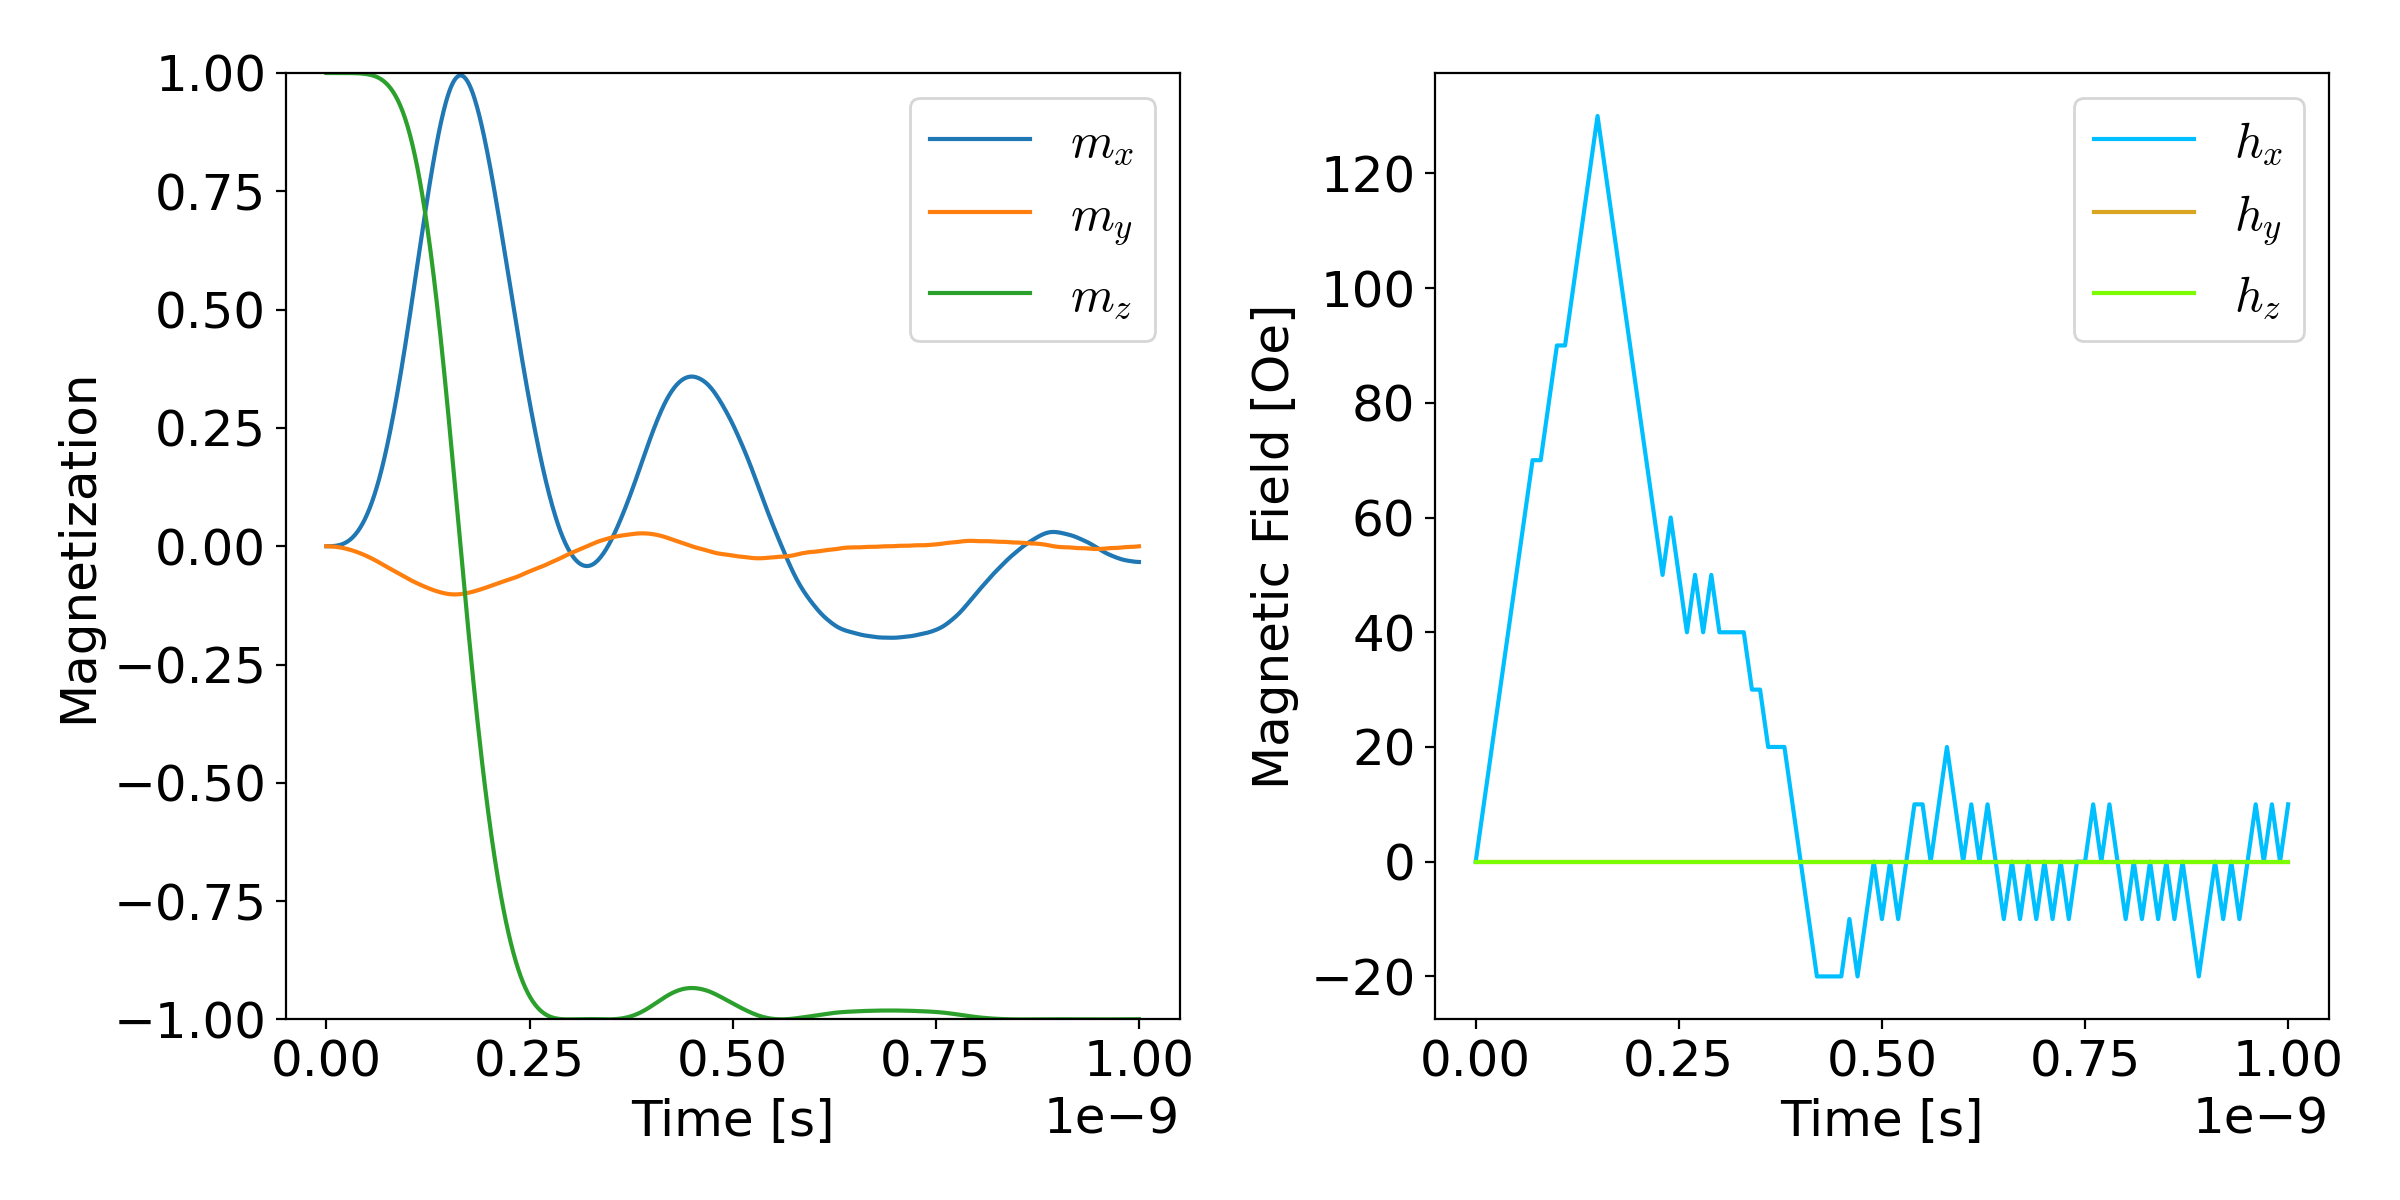 1.00
0.75
0.50
0.25
0.00
−0.25
−0.50
−0.75
−1.00
Magnetization
0.00 0.25 0.50 0.75 1.00
Time [s]
1e−9
m_x
m_y
m_z
120
100
80
60
40
20
0
−20
Magnetic Field [Oe]
0.00 0.25 0.50 0.75 1.00
Time [s]
1e−9
h_x
h_y
h_z